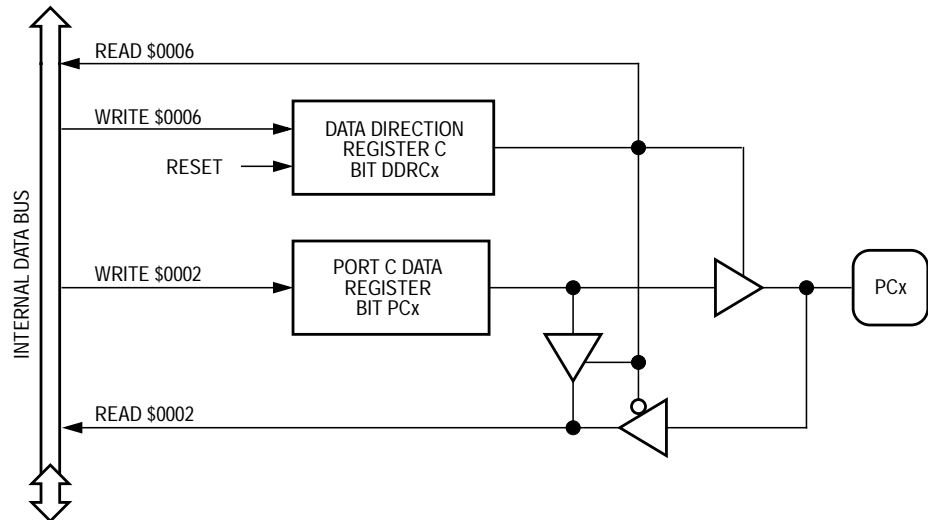 READ $0006
WRITE $0006
DATA DIRECTION
REGISTER C
BIT DDRCx
RESET
INTERNAL DATA BUS
WRITE $0002
PORT C DATA
REGISTER
BIT PCx
PCx
READ $0002